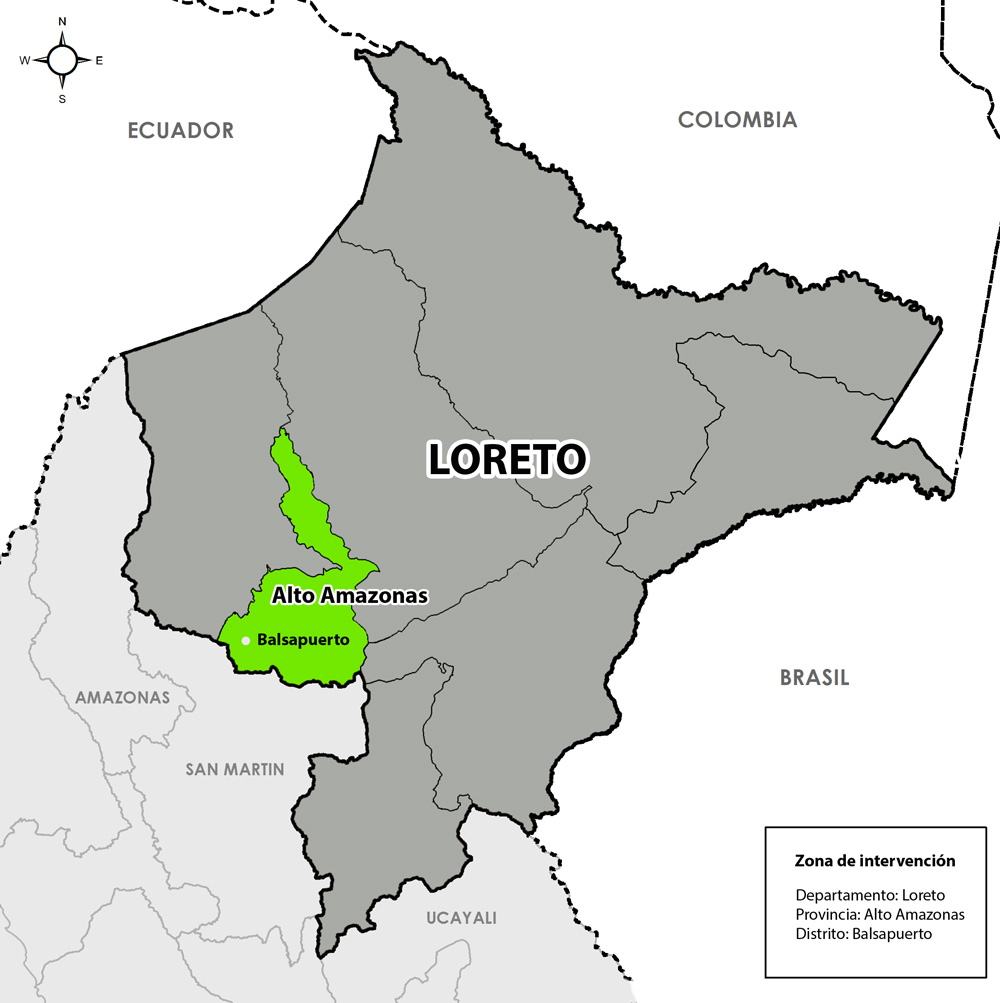 N
W
E
S
ECUADOR
COLOMBIA
LORETO
Alto Amazonas
Balsapuerto
BRASIL
AMAZONAS
SAN MARTIN
UCAYALI
Zona de intervención
Departamento: Loreto
Provincia: Alto Amazonas
Distrito: Balsapuerto